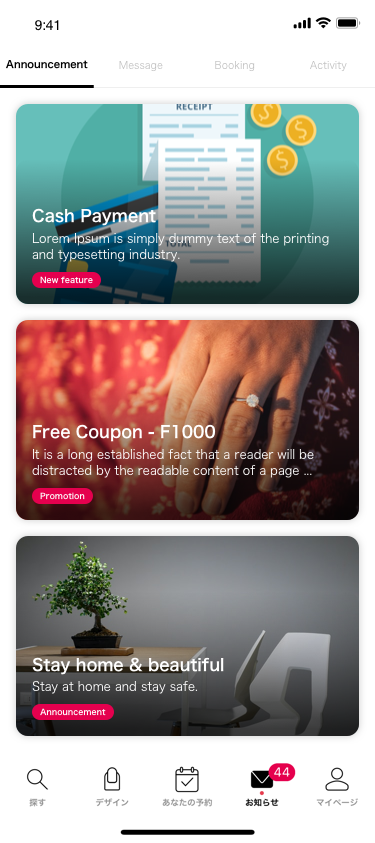 9:41
Announcement
Message
Booking
Activity
RECEIPT
TOTAL
Cash Payment
Lorem Ipsum is simply dummy text of the printing
and typesetting industry.
New feature
Free Coupon - F1000
It is a long established fact that a reader will be
distracted by the readable content of a page ...
Promotion
Stay home & beautiful
Stay at home and stay safe.
Announcement
44
探す
デザイン
あなたの予約
お知らせ
マイページ